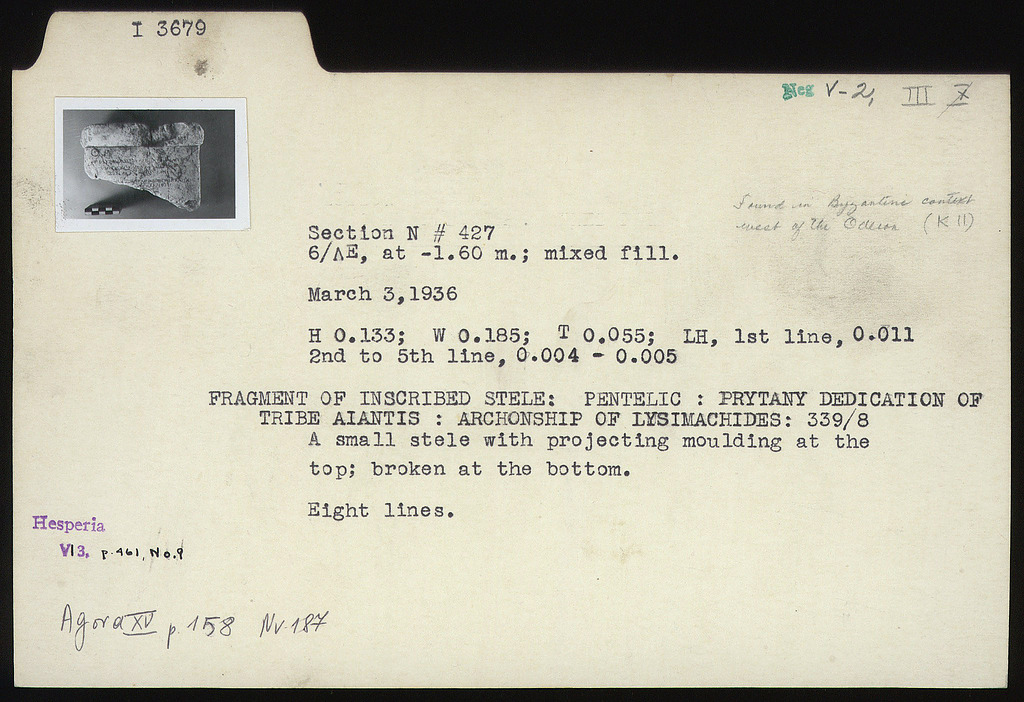 I 3679
Neg V-2, III X
Found in Byzantine context
west of the Odeion (K 11)
Section N # 427
6/ΛE, at -1.60 m.; mixed fill.
March 3,1936
H 0.133; W 0.185; T 0.055; LH, 1st line, 0.011
2nd to 5th line, 0.004 - 0.005
FRAGMENT OF INSCRIBED STELE: PENTELIC : PRYTANY DEDICATION OF
TRIBE AIANTIS : ARCHONSHIP OF LYSIMACHIDES: 339/8
A small stele with projecting moulding at the
top; broken at the bottom.
Eight lines.
Hesperia
VI3, p.461, No.9
Agora XV p. 158 Nr 187